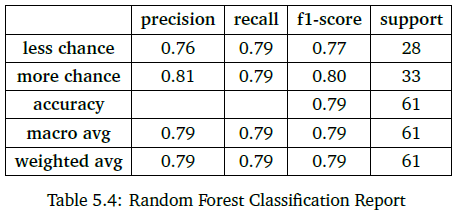 precision recall f1-score support
less chance 0.76 0.79 0.77 28
more chance 0.81 0.79 0.80 33
accuracy 0.79 61
macro avg 0.79 0.79 0.79 61
weighted avg 0.79 0.79 0.79 61
Table 5.4: Random Forest Classification Report